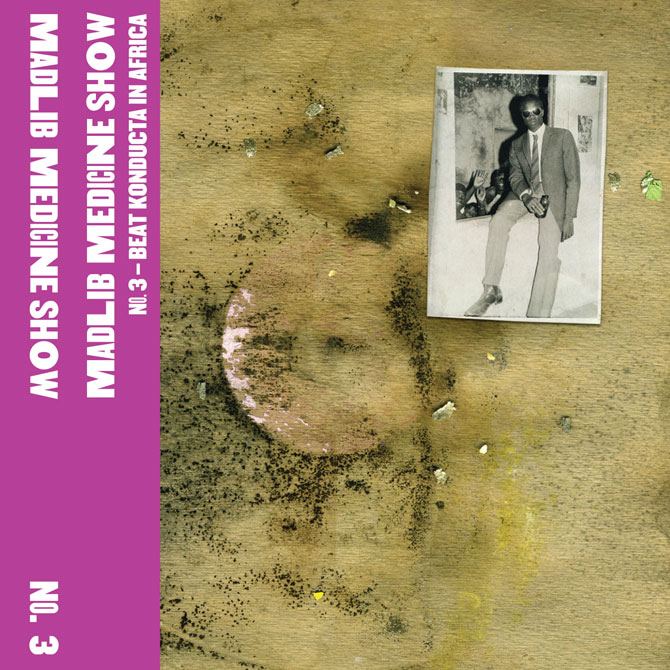 MADLIB MEDICINE SHOW
NO. 3 – BEAT KONDUCTA IN AFRICA
MADLIB MEDICINE SHOW
NO. 3